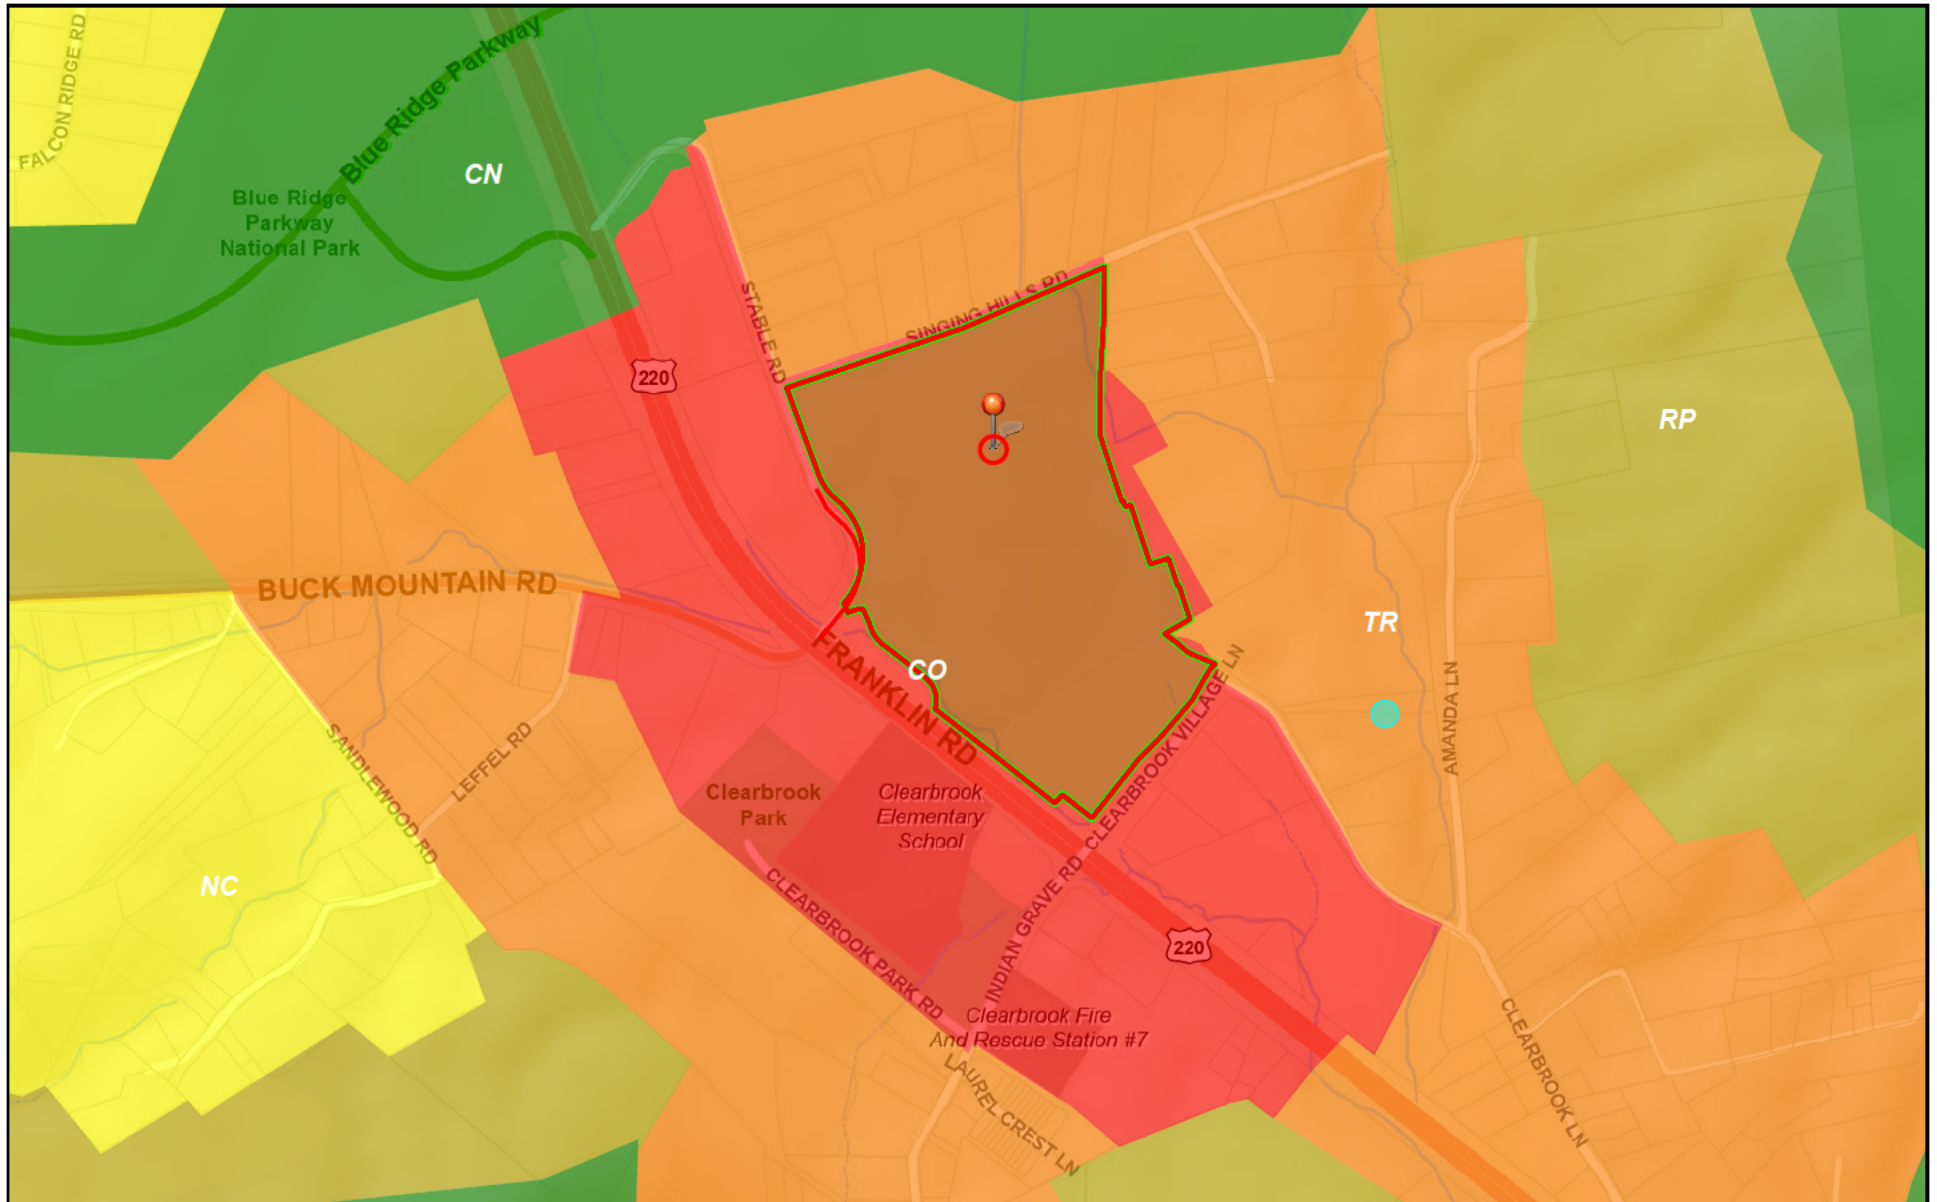 FALCON RIDGE RD
Blue Ridge Parkway
CN
Blue Ridge
Parkway
National Park
STABLE RD
SINGING HILLS RD
220
RP
BUCK MOUNTAIN RD
TR
FRANKLIN RD
CO
CLEARBROOK VILLAGE LN
AMANDA LN
SANDLEWOOD RD
LEFFEL RD
Clearbrook
Park
Clearbrook
Elementary
School
NC
CLEARBROOK PARK RD
INDIAN GRAVE RD
220
Clearbrook Fire
And Rescue Station #7
LAUREL CREST LN
CLEARBROOK LN